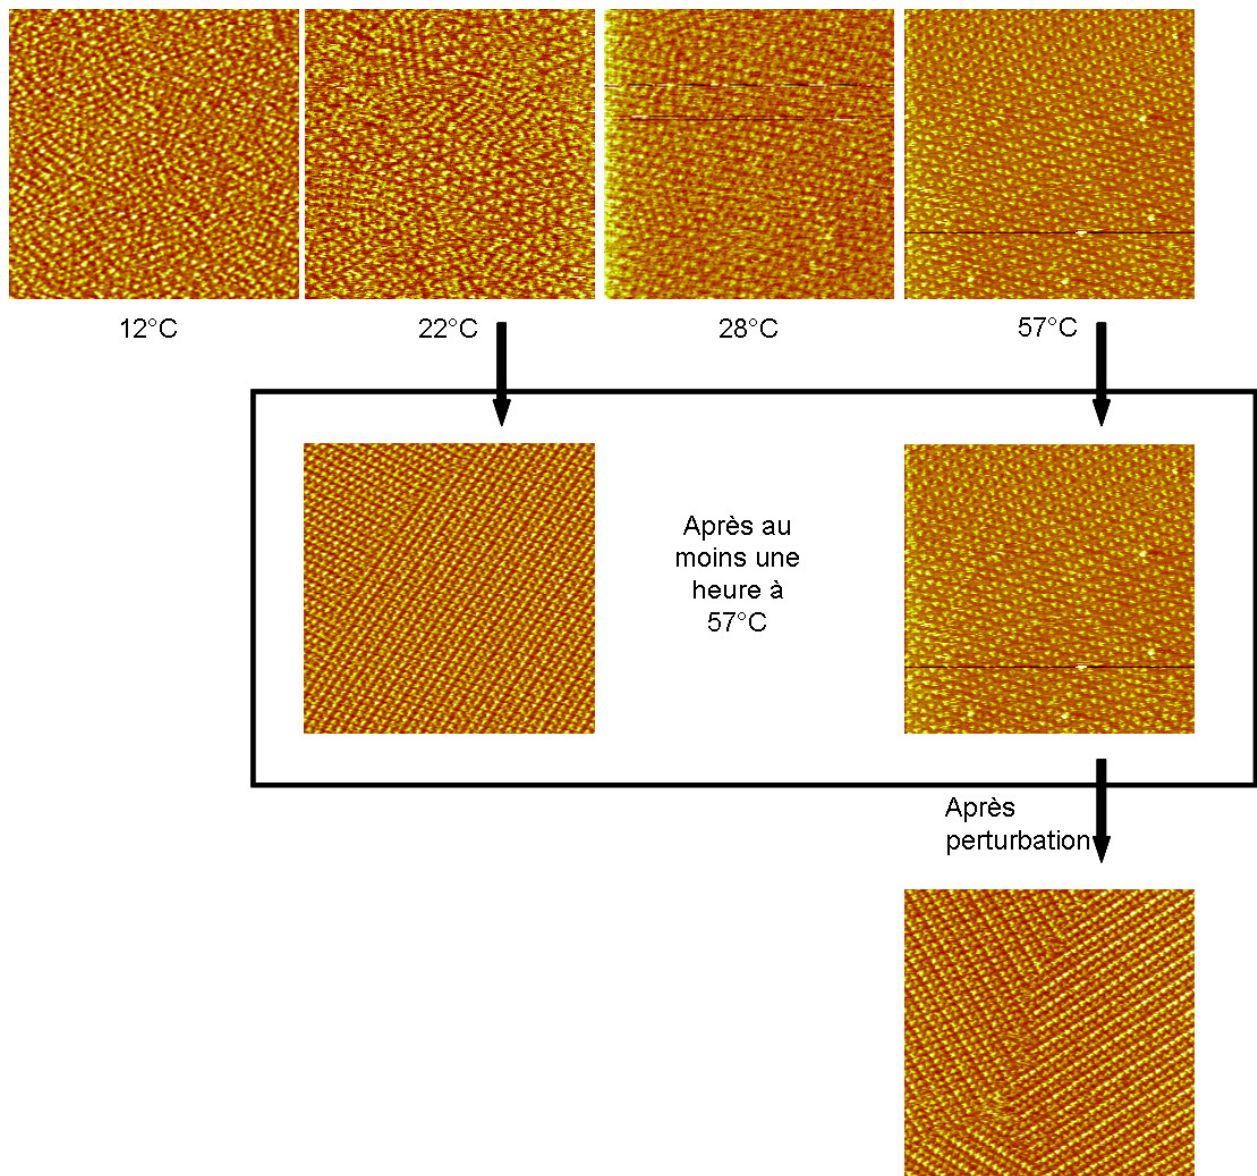 12°C
22°C
28°C
57°C
Après au
moins une
heure à
57°C
Après
perturbation